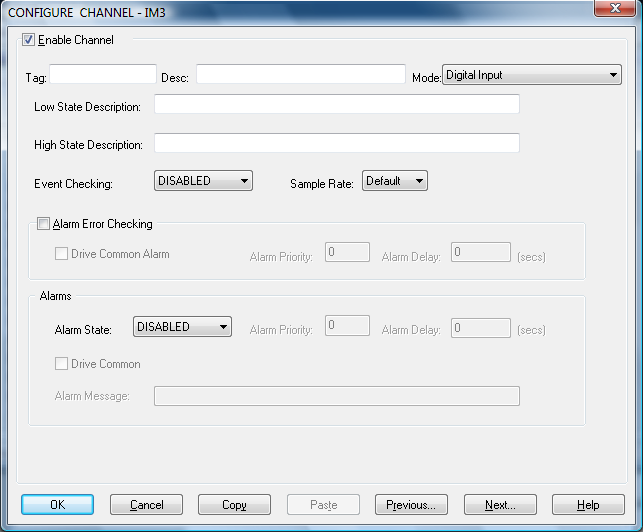 CONFIGURE CHANNEL - IM3
Enable Channel
Tag: Desc: Mode: Digital Input
Low State Description:
High State Description:
Event Checking: DISABLED Sample Rate: Default
Alarm Error Checking
Drive Common Alarm Alarm Priority: 0 Alarm Delay: 0 (secs)
Alarms
Alarm State: DISABLED Alarm Priority: 0 Alarm Delay: 0 (secs)
Drive Common
Alarm Message:
OK Cancel Copy Paste Previous... Next... Help